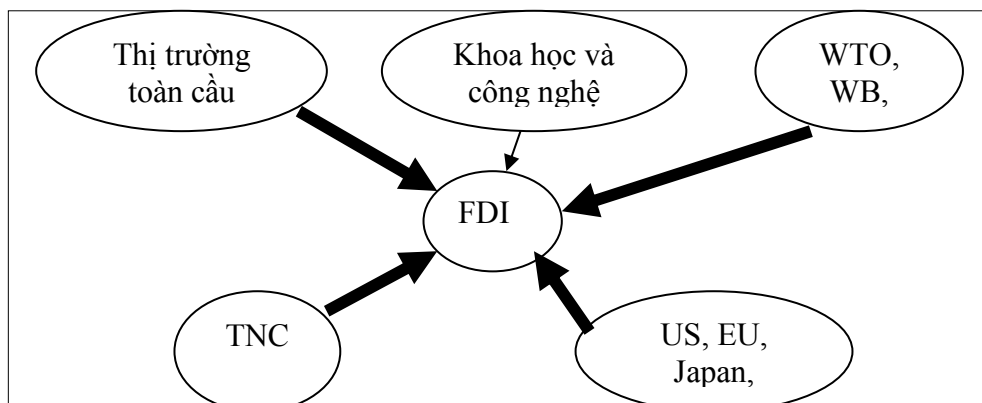 Thị trường
toàn cầu
Khoa học và
công nghệ
WTO,
WB,
FDI
TNC
US, EU,
Japan,